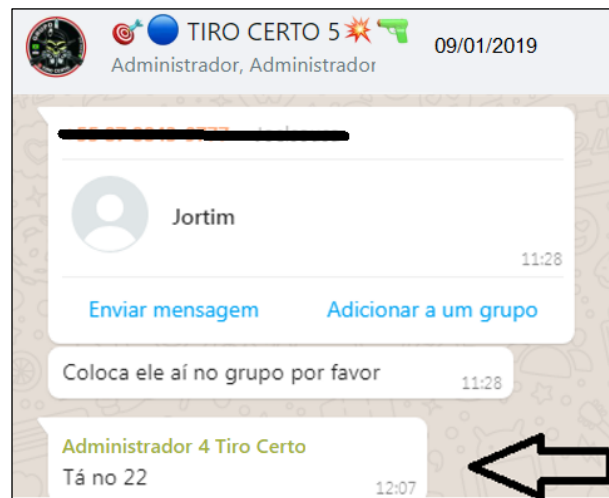 🎯🔵 TIRO CERTO 5💥🔫
09/01/2019
Administrador, Administrador
Jortim
11:28
Enviar mensagem
Adicionar a um grupo
Coloca ele aí no grupo por favor
11:28
Administrador 4 Tiro Certo
Tá no 22
12:07